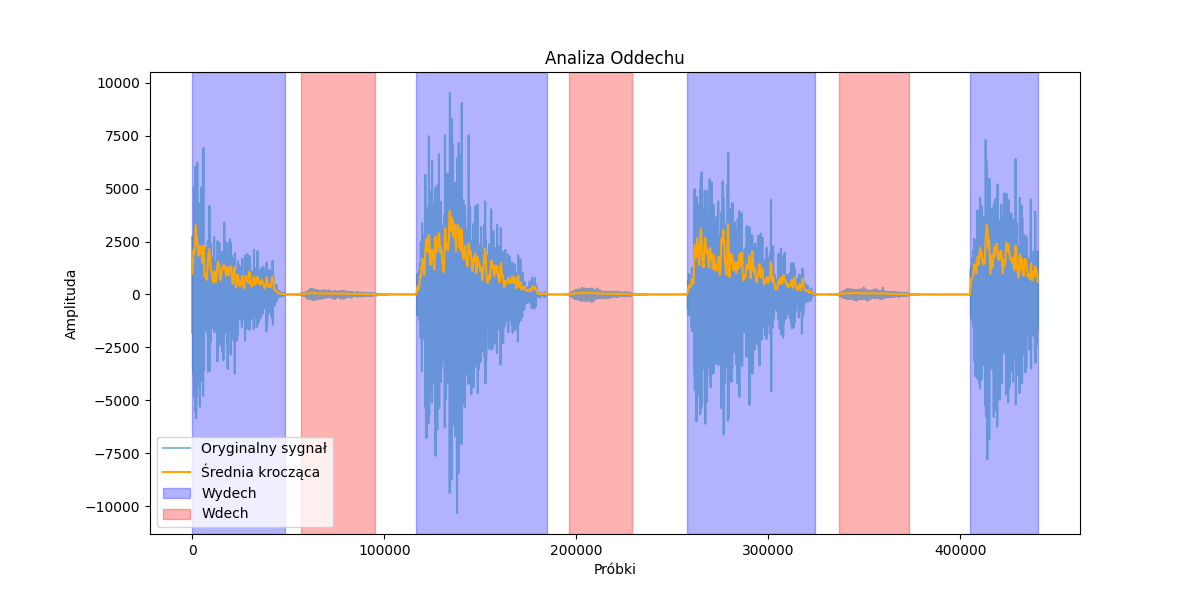 Analiza Oddechu
Amplituda
10000
7500
5000
2500
0
−2500
−5000
−7500
−10000
Oryginalny sygnał
Średnia krocząca
Wydech
Wdech
0 100000 200000 300000 400000
Próbki